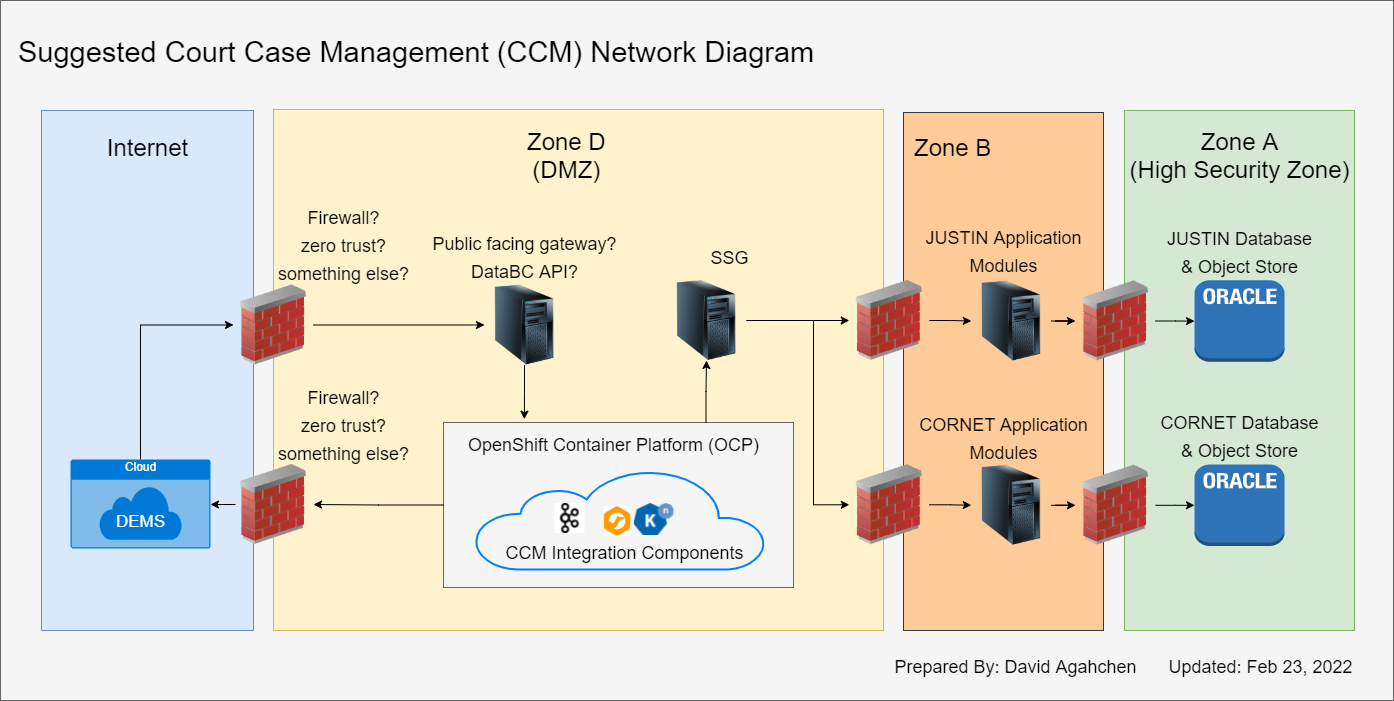 Suggested Court Case Management (CCM) Network Diagram
Internet
Zone D
(DMZ)
Zone B
Zone A
(High Security Zone)
Firewall?
zero trust?
something else?
Public facing gateway?
DataBC API?
SSG
JUSTIN Application
Modules
JUSTIN Database
& Object Store
ORACLE
Firewall?
zero trust?
something else?
OpenShift Container Platform (OCP)
K
n
CCM Integration Components
Cloud
DEMS
CORNET Application
Modules
CORNET Database
& Object Store
ORACLE
Prepared By: David Agahchen
Updated: Feb 23, 2022